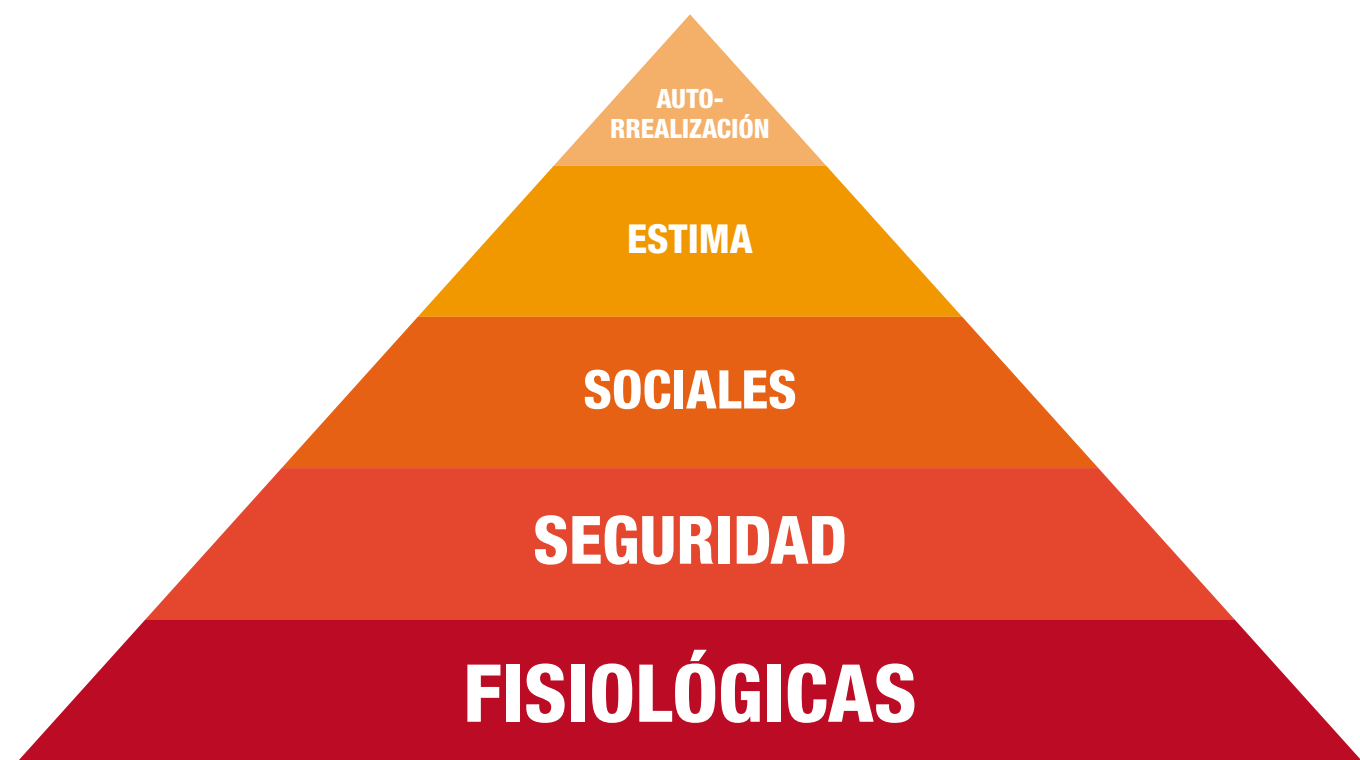 AUTO-
RREALIZACIÓN
ESTIMA
SOCIALES
SEGURIDAD
FISIOLÓGICAS